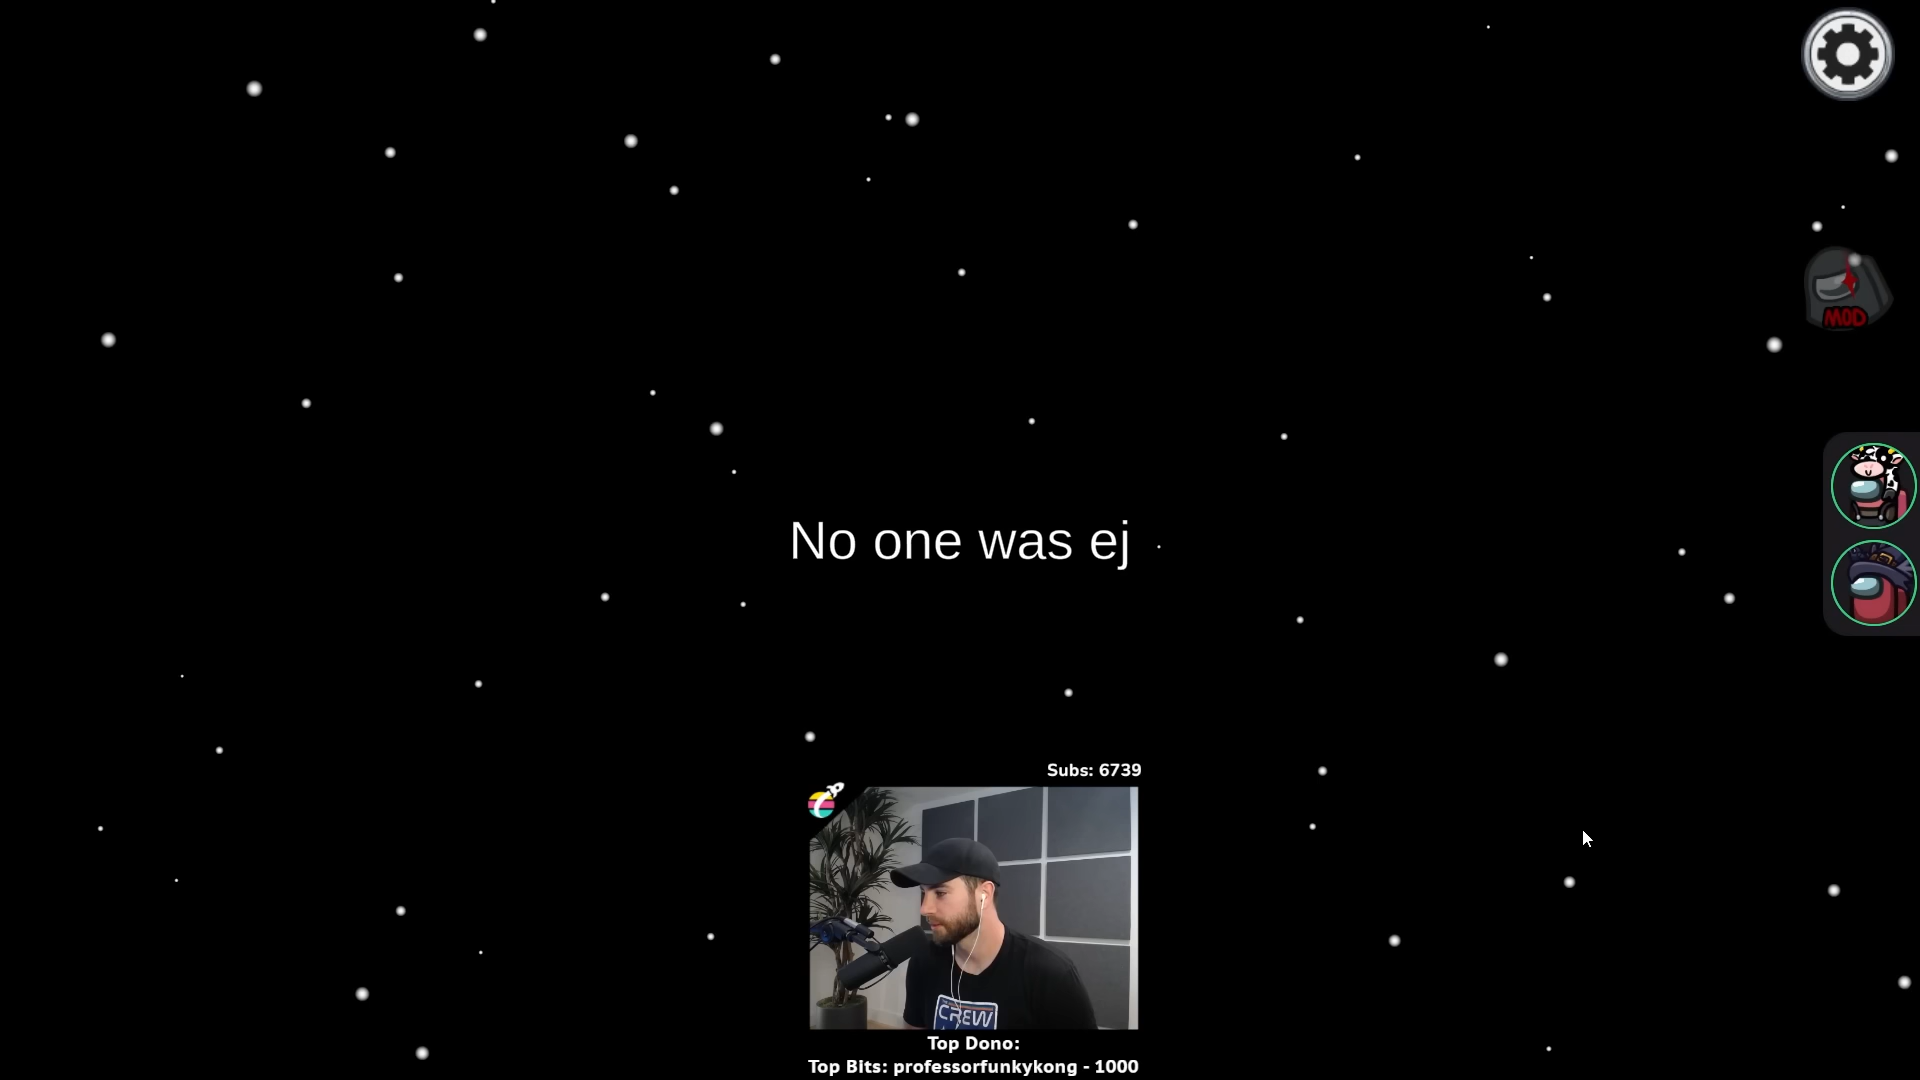 MOD
No one was ej
Subs: 6739
CREW
Top Dono:
Top Bits: professorfunkykong - 1000